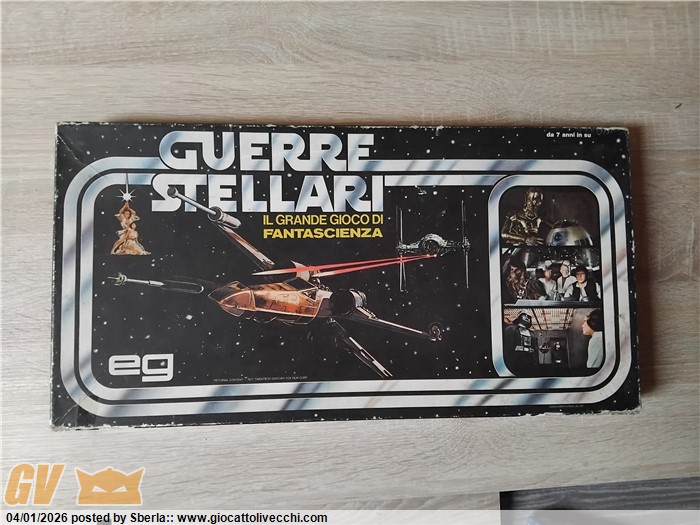 da 7 anni in su
GUERRE
STELLARI
IL GRANDE GIOCO DI
FANTASCIENZA
eg
GV
04/01/2026 posted by Sberla:: www.giocattolivecchi.com